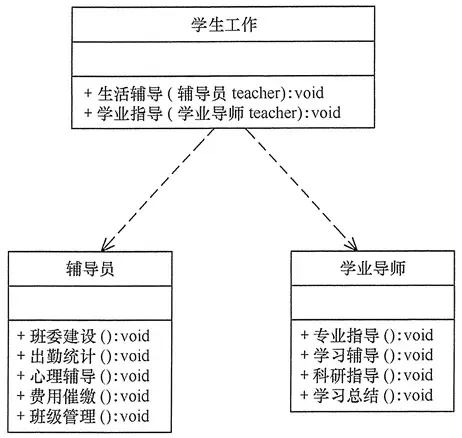 学生工作
+ 生活辅导 ( 辅导员 teacher):void
+ 学业指导 ( 学业导师 teacher):void
辅导员
+ 班委建设 ():void
+ 出勤统计 ():void
+ 心理辅导 ():void
+ 费用催缴 ():void
+ 班级管理 ():void
学业导师
+ 专业指导 ():void
+ 学习辅导 ():void
+ 科研指导 ():void
+ 学习总结 ():void